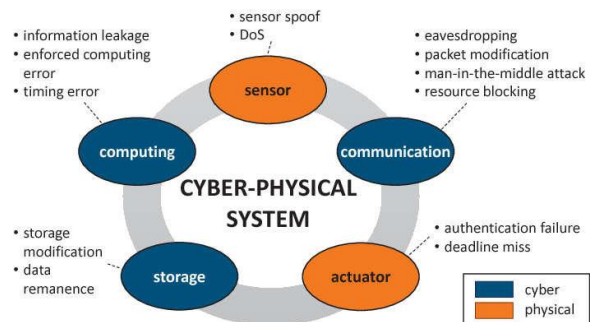 • sensor spoof
• DoS
• information leakage
• enforced computing
error
• timing error
• eavesdropping
• packet modification
• man-in-the-middle attack
• resource blocking
sensor
computing
communication
CYBER-PHYSICAL
SYSTEM
• storage
modification
• data
remanence
storage
actuator
• authentication failure
• deadline miss
cyber
physical